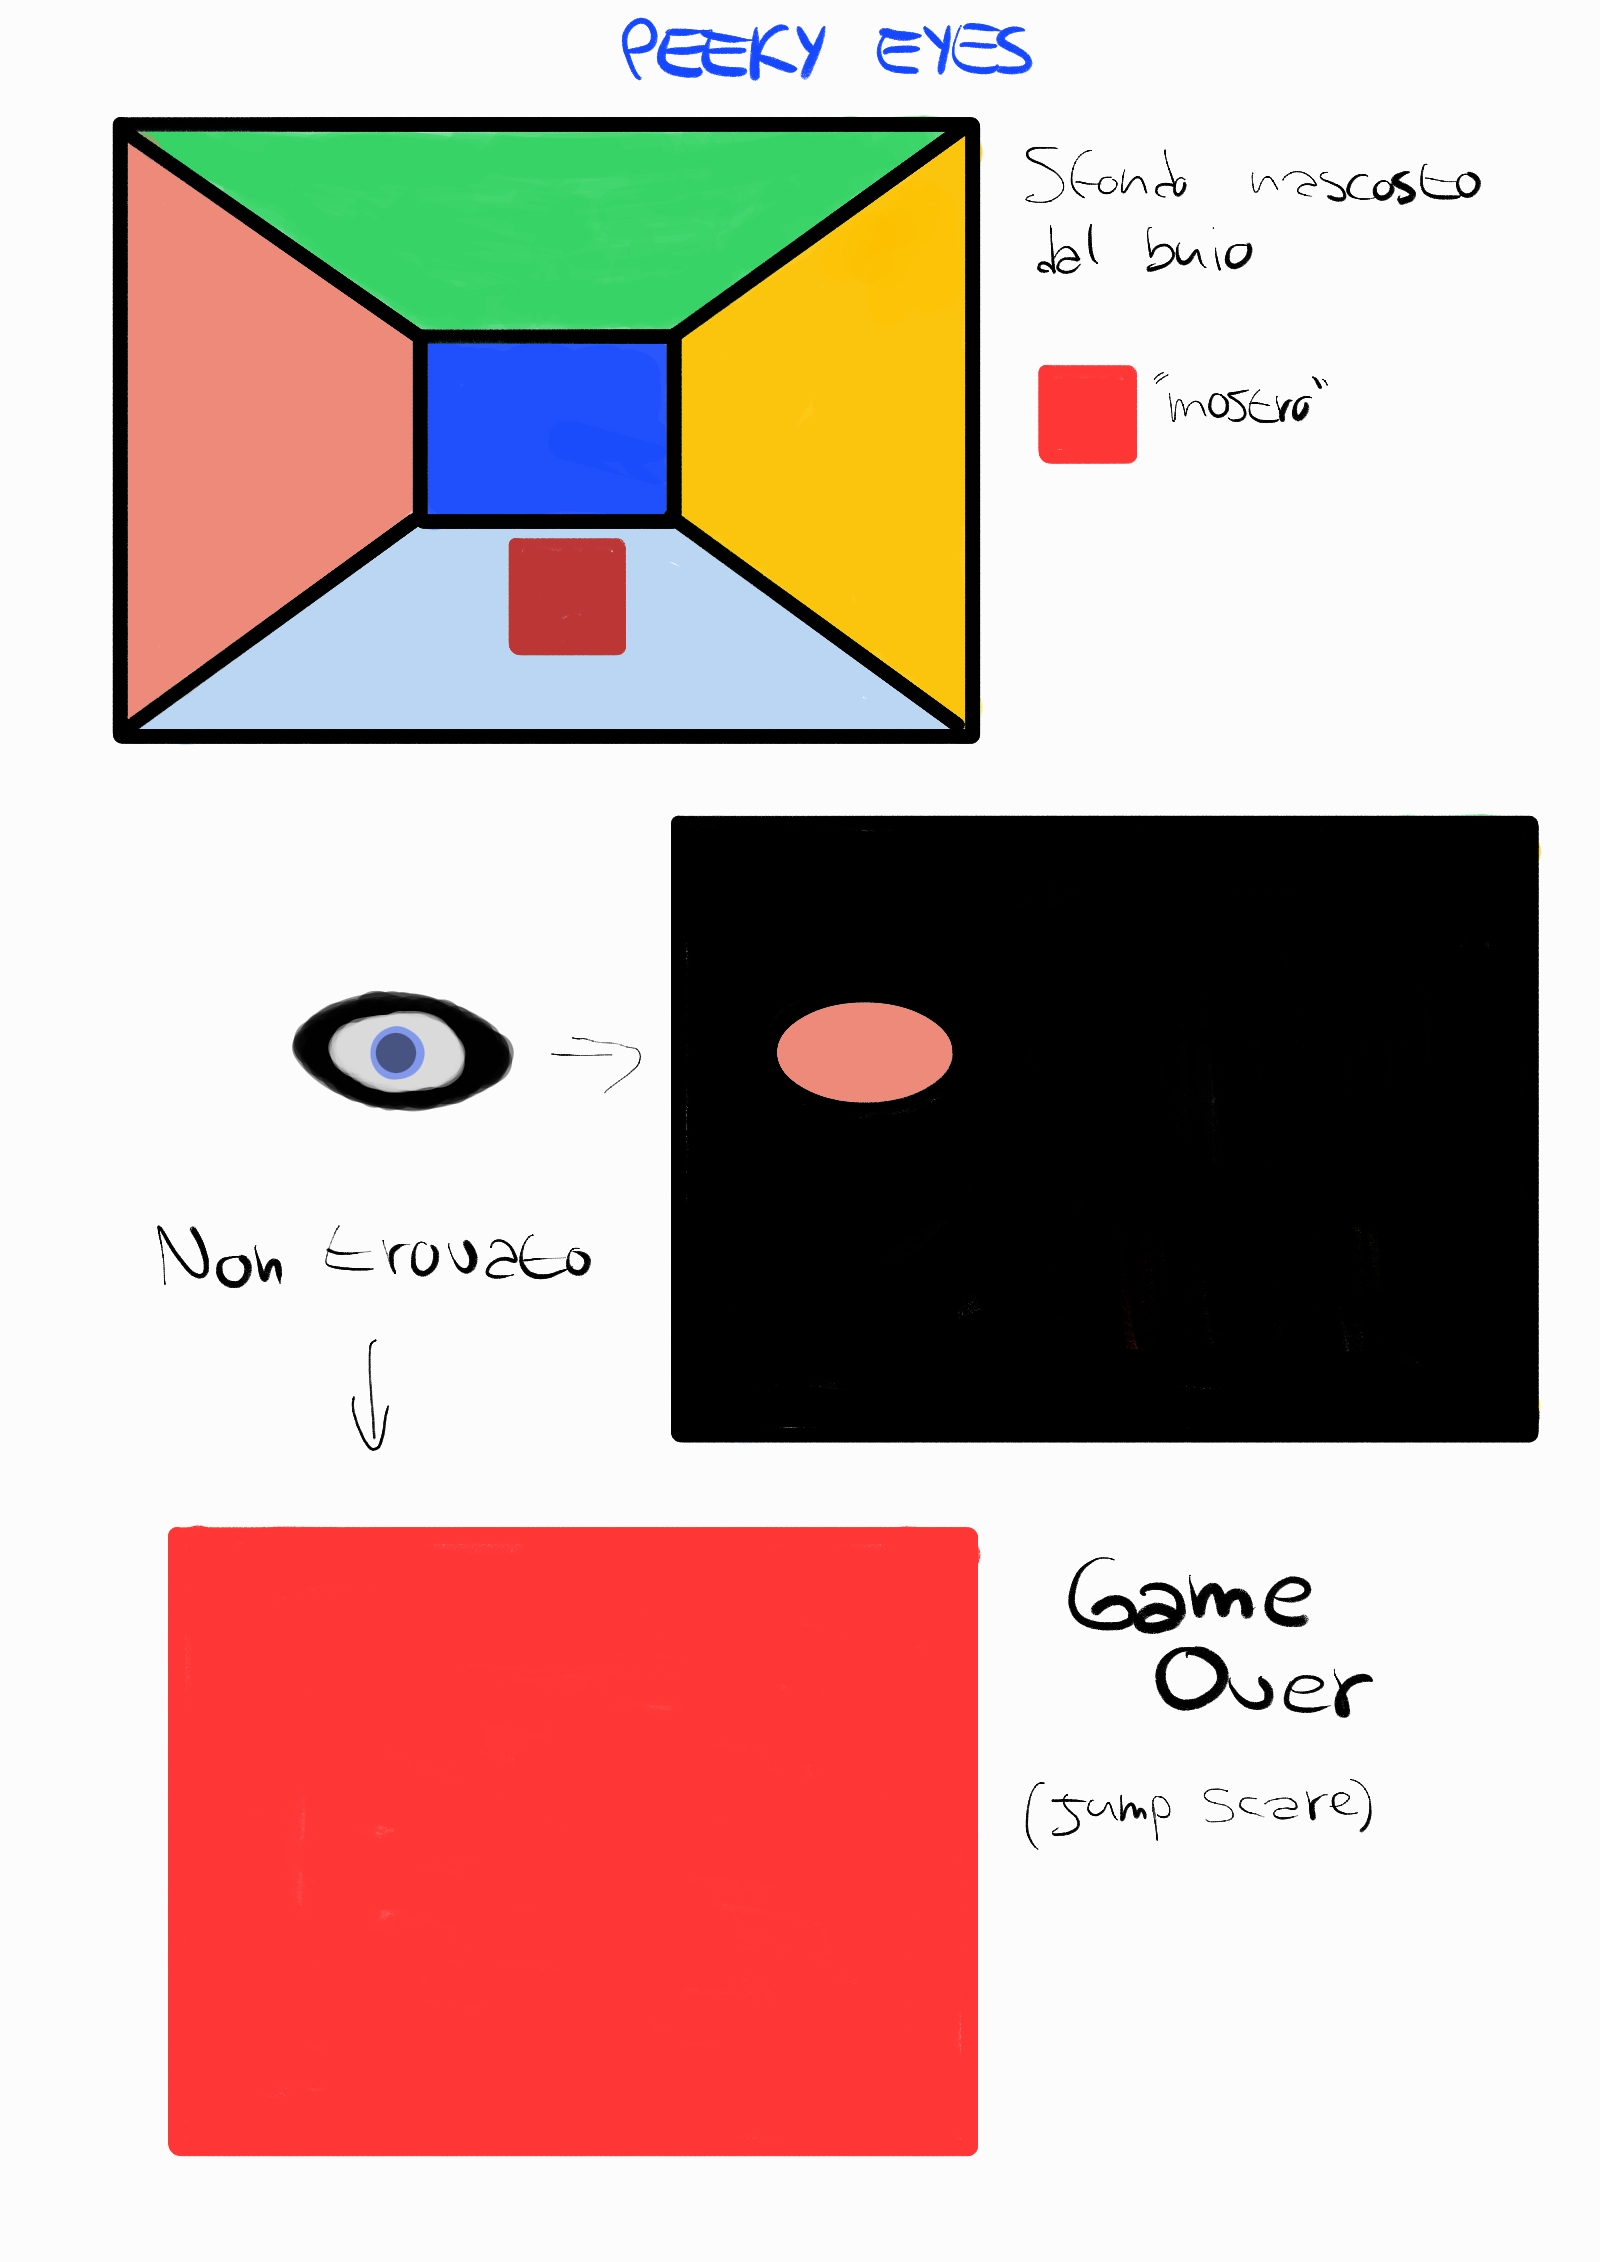 PEEKY EYES
Sfondo nascosto
dal buio
"mostro"
Non trovato
Game
Over
(Jump scare)